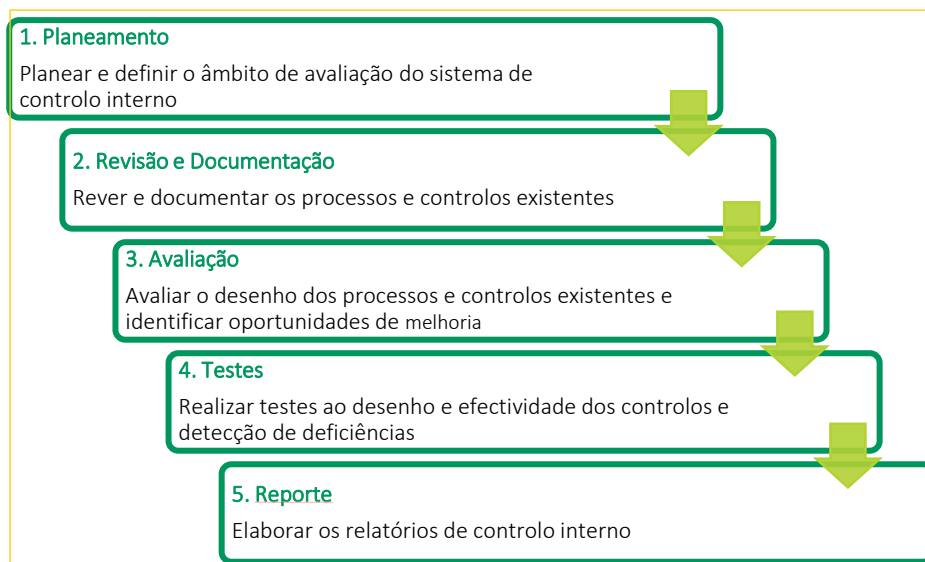 1. Planeamento
Planear e definir o âmbito de avaliação do sistema de
controlo interno
2. Revisão e Documentação
Rever e documentar os processos e controlos existentes
3. Avaliação
Avaliar o desenho dos processos e controlos existentes e
identificar oportunidades de melhoria
4. Testes
Realizar testes ao desenho e efectividade dos controlos e
detecção de deficiências
5. Reporte
Elaborar os relatórios de controlo interno